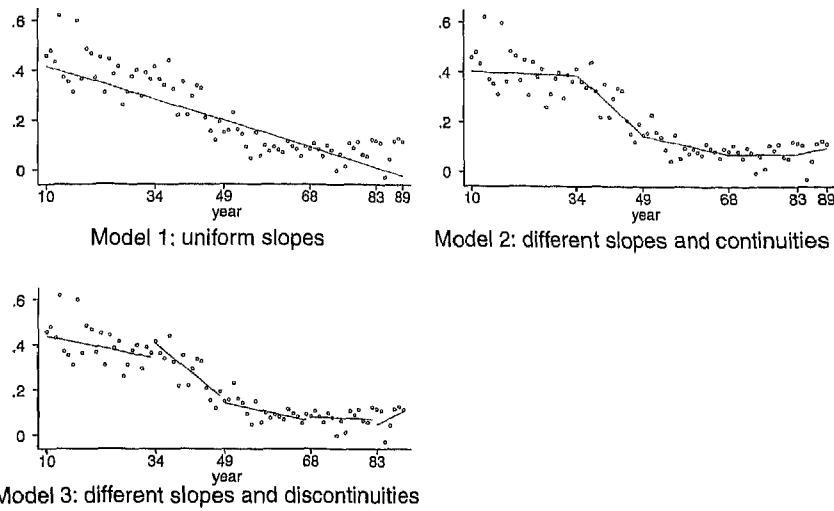 .6
.4
.2
0
10 34 49 68 83 89
year
Model 1: uniform slopes
.6
.4
.2
0
10 34 49 68 83 89
year
Model 2: different slopes and continuities
.6
.4
.2
0
10 34 49 68 83
year
Model 3: different slopes and discontinuities